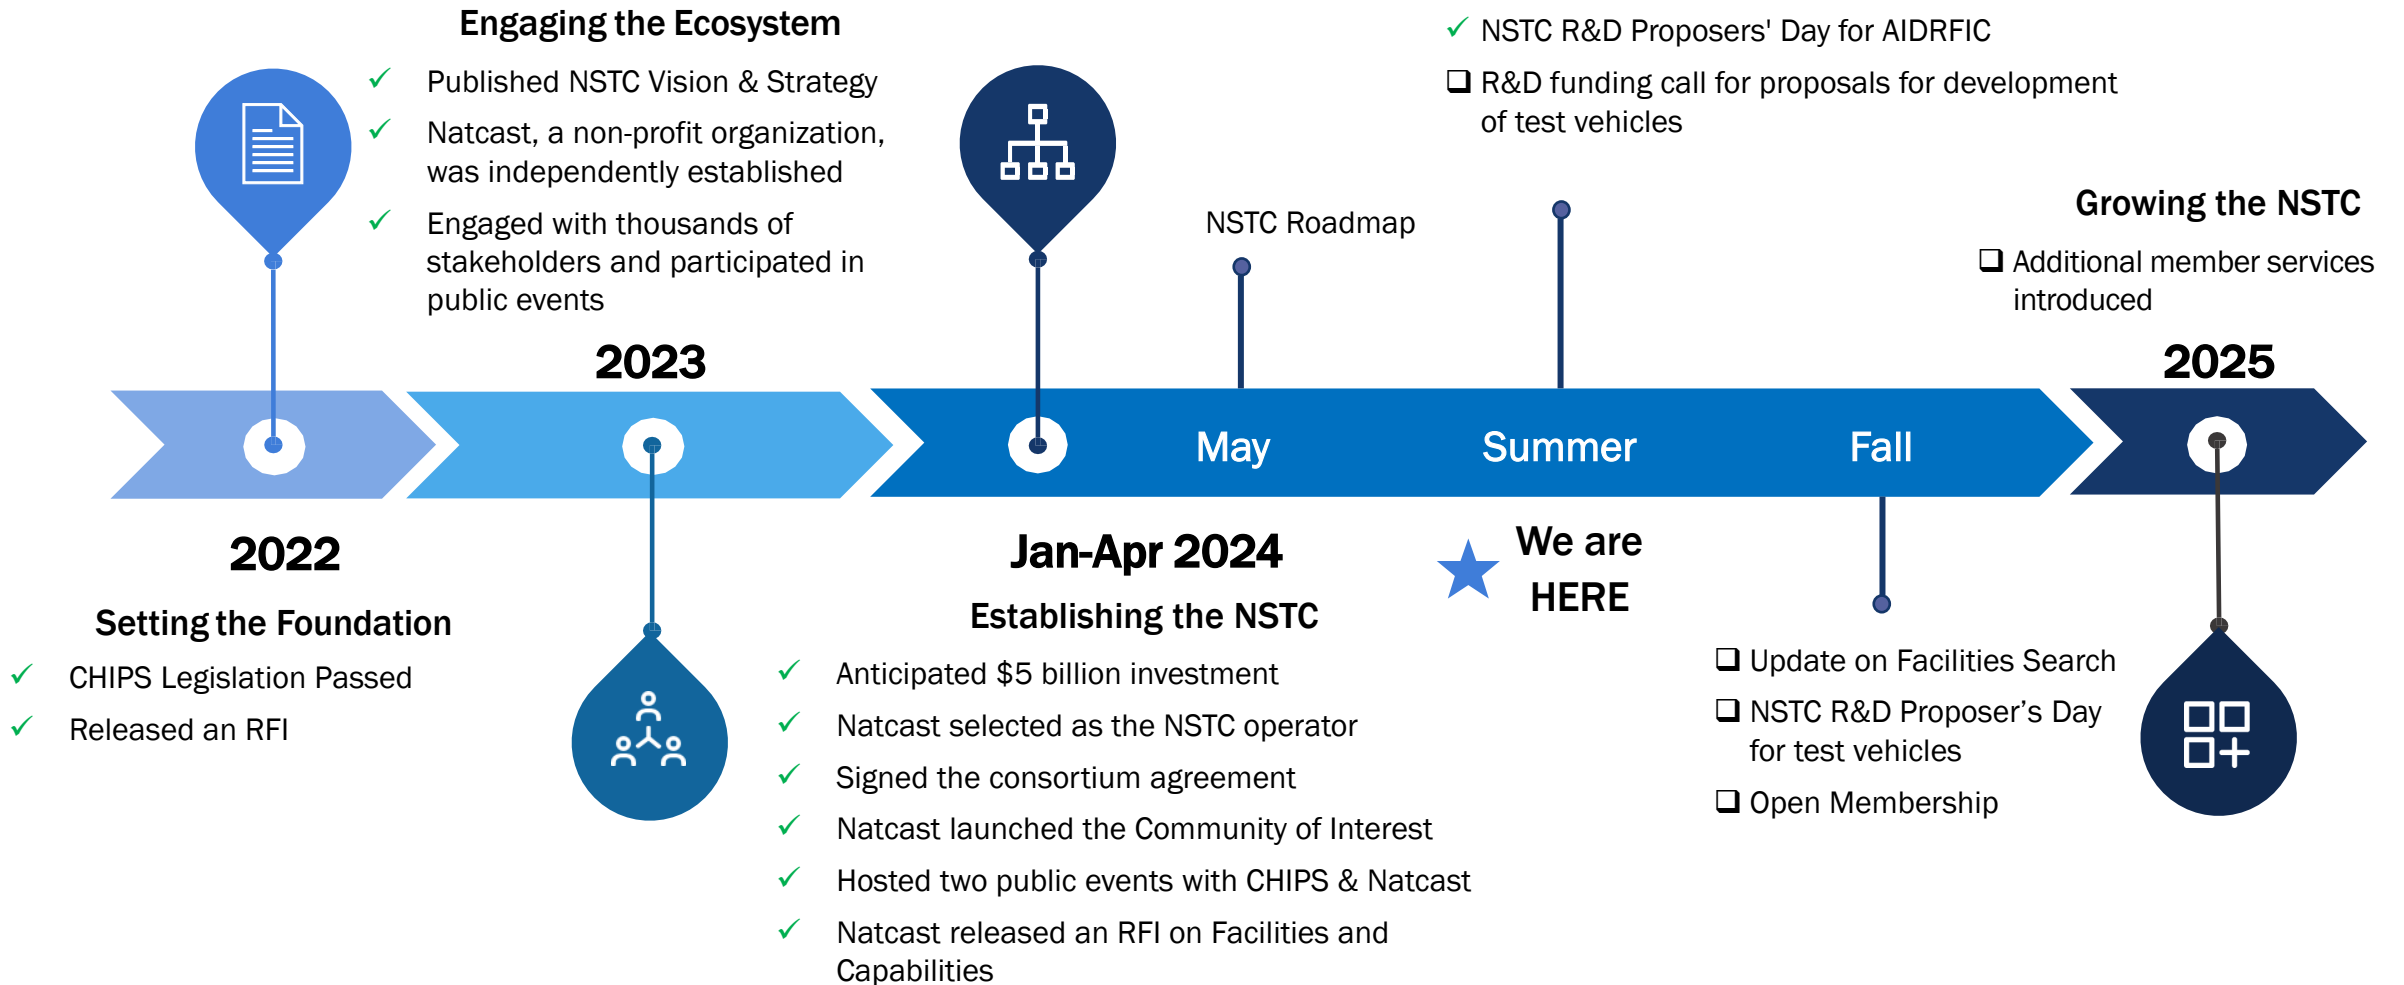 Engaging the Ecosystem
✓ Published NSTC Vision & Strategy
✓ Natcast, a non-profit organization,
was independently established
✓ Engaged with thousands of
stakeholders and participated in
public events
2023
NSTC Roadmap
✓ NSTC R&D Proposers' Day for AIDRFIC
❑ R&D funding call for proposals for development
of test vehicles
Growing the NSTC
❑ Additional member services
introduced
2025
May
Summer
Fall
2022
Setting the Foundation
✓ CHIPS Legislation Passed
✓ Released an RFI
Jan-Apr 2024
Establishing the NSTC
✓ Anticipated $5 billion investment
✓ Natcast selected as the NSTC operator
✓ Signed the consortium agreement
✓ Natcast launched the Community of Interest
✓ Hosted two public events with CHIPS & Natcast
✓ Natcast released an RFI on Facilities and
Capabilities
We are
HERE
❑ Update on Facilities Search
❑ NSTC R&D Proposer’s Day
for test vehicles
❑ Open Membership